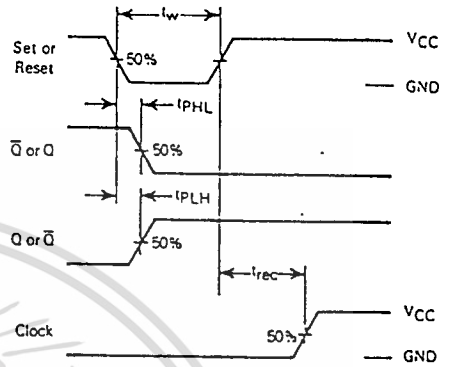 tw
Set or
Reset
50%
VCC
GND
tPHL
Q̅ or Q
50%
tPLH
Q or Q̅
50%
trec
Clock
50%
VCC
GND